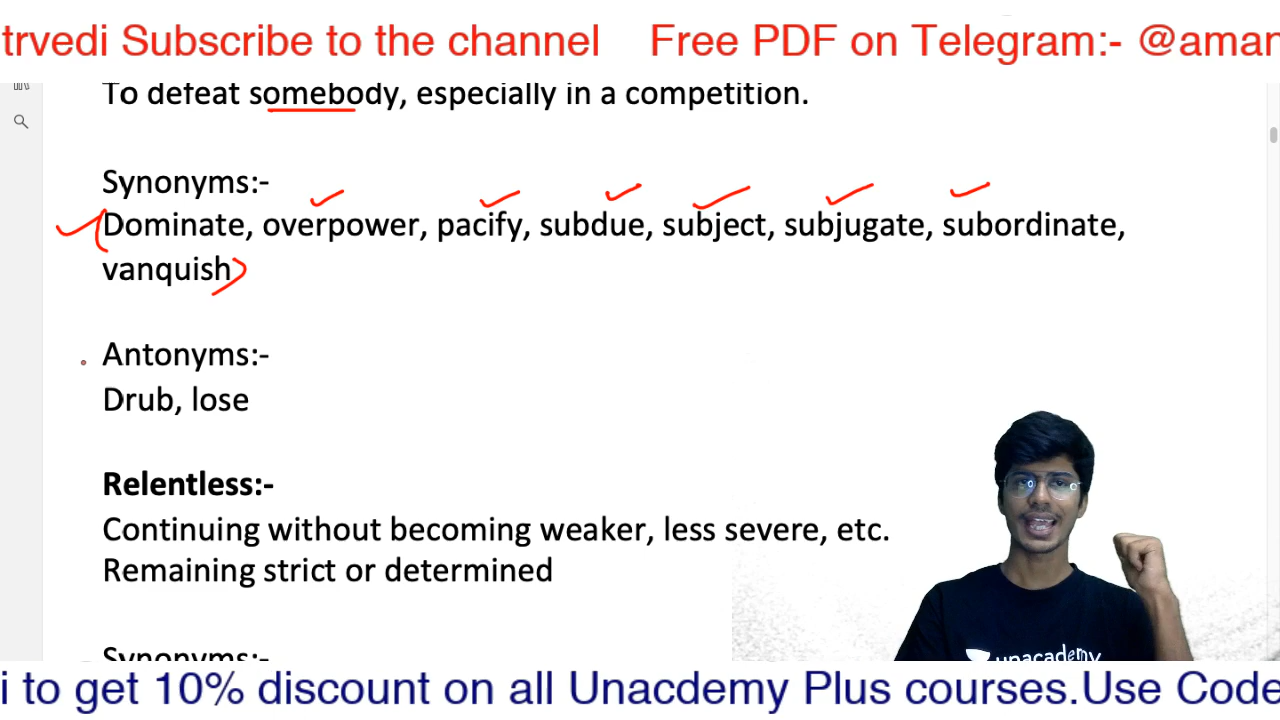 trvedi Subscribe to the channel Free PDF on Telegram:- @aman
To defeat somebody, especially in a competition.
Synonyms:-
Dominate, overpower, pacify, subdue, subject, subjugate, subordinate,
vanquish
Antonyms:-
Drub, lose
Relentless:-
Continuing without becoming weaker, less severe, etc.
Remaining strict or determined
Synonyms:-
unacademy
i to get 10% discount on all Unacdemy Plus courses.Use Code